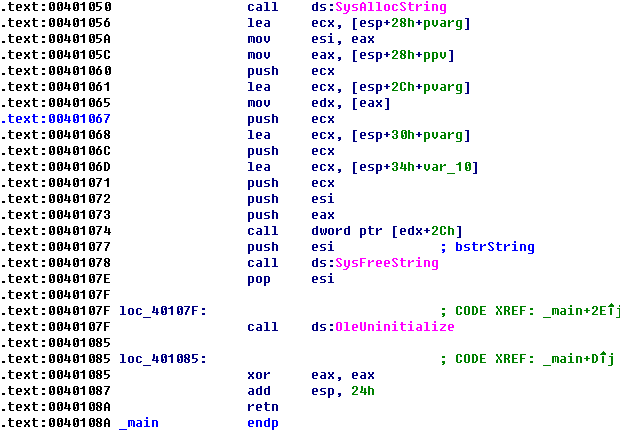 .text:00401050 call ds:SysAllocString
.text:00401056 lea ecx, [esp+28h+pvarg]
.text:0040105A mov esi, eax
.text:0040105C mov eax, [esp+28h+ppv]
.text:00401060 push ecx
.text:00401061 lea ecx, [esp+2Ch+pvarg]
.text:00401065 mov edx, [eax]
.text:00401067 push ecx
.text:00401068 lea ecx, [esp+30h+pvarg]
.text:0040106C push ecx
.text:0040106D lea ecx, [esp+34h+var_10]
.text:00401071 push ecx
.text:00401072 push esi
.text:00401073 push eax
.text:00401074 call dword ptr [edx+2Ch]
.text:00401077 push esi ; bstrString
.text:00401078 call ds:SysFreeString
.text:0040107E pop esi
.text:0040107F
.text:0040107F loc_40107F: ; CODE XREF: _main+2E↑j
.text:0040107F call ds:OleUninitialize
.text:00401085
.text:00401085 loc_401085: ; CODE XREF: _main+D↑j
.text:00401085 xor eax, eax
.text:00401087 add esp, 24h
.text:0040108A retn
.text:0040108A _main endp